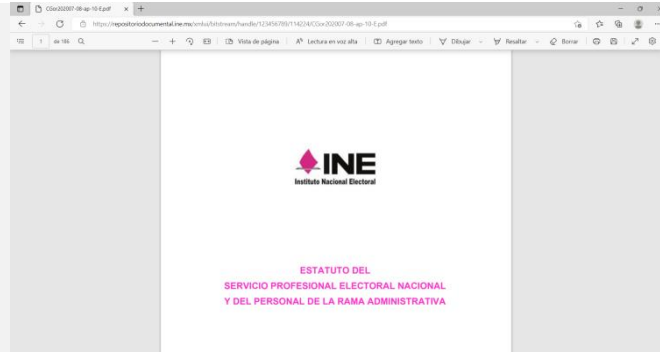 CGor202007-08-ap-10-E.pdf
https://repositoriodocumental.ine.mx/xmlui/bitstream/handle/123456789/114224/CGor202007-08-ap-10-E.pdf
1 de 186
Vista de página
Lectura en voz alta
Agregar texto
Dibujar
Resaltar
Borrar
INE
Instituto Nacional Electoral
ESTATUTO DEL
SERVICIO PROFESIONAL ELECTORAL NACIONAL
Y DEL PERSONAL DE LA RAMA ADMINISTRATIVA